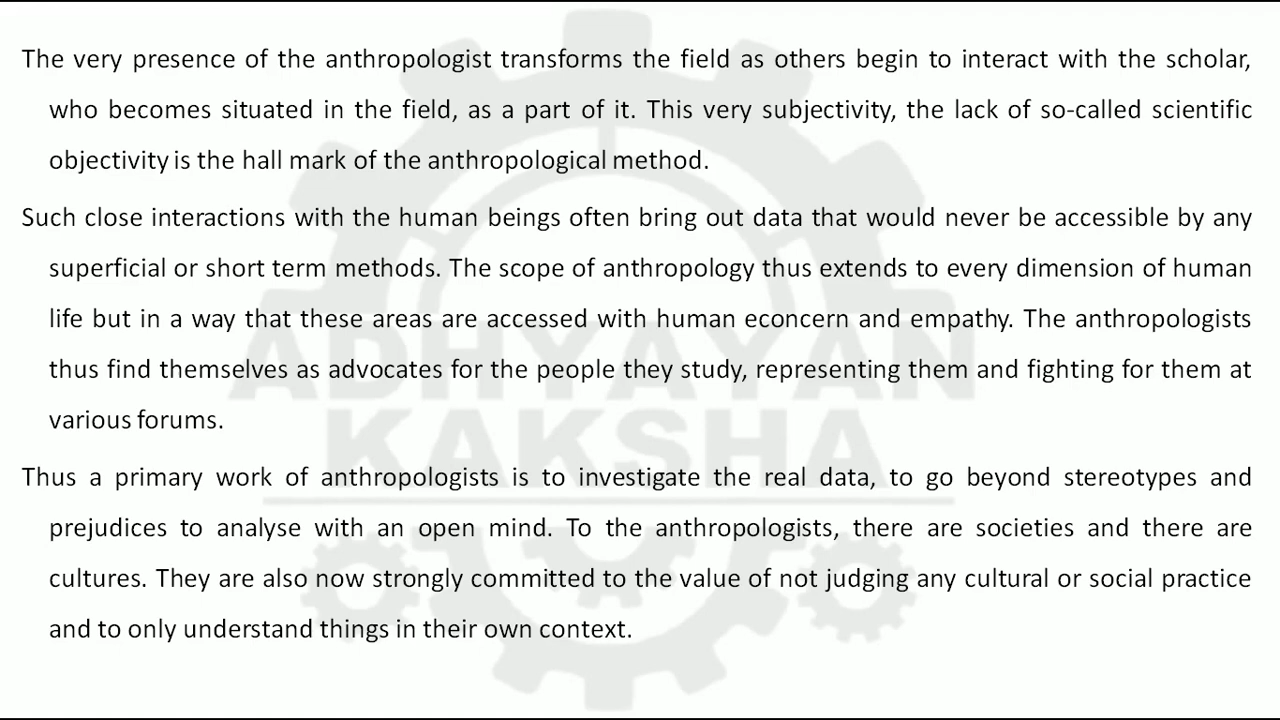 The very presence of the anthropologist transforms the field as others begin to interact with the scholar,
who becomes situated in the field, as a part of it. This very subjectivity, the lack of so-called scientific
objectivity is the hall mark of the anthropological method.
Such close interactions with the human beings often bring out data that would never be accessible by any
superficial or short term methods. The scope of anthropology thus extends to every dimension of human
life but in a way that these areas are accessed with human econcern and empathy. The anthropologists
thus find themselves as advocates for the people they study, representing them and fighting for them at
various forums.
Thus a primary work of anthropologists is to investigate the real data, to go beyond stereotypes and
prejudices to analyse with an open mind. To the anthropologists, there are societies and there are
cultures. They are also now strongly committed to the value of not judging any cultural or social practice
and to only understand things in their own context.
ADHYAYAN
KAKSHA